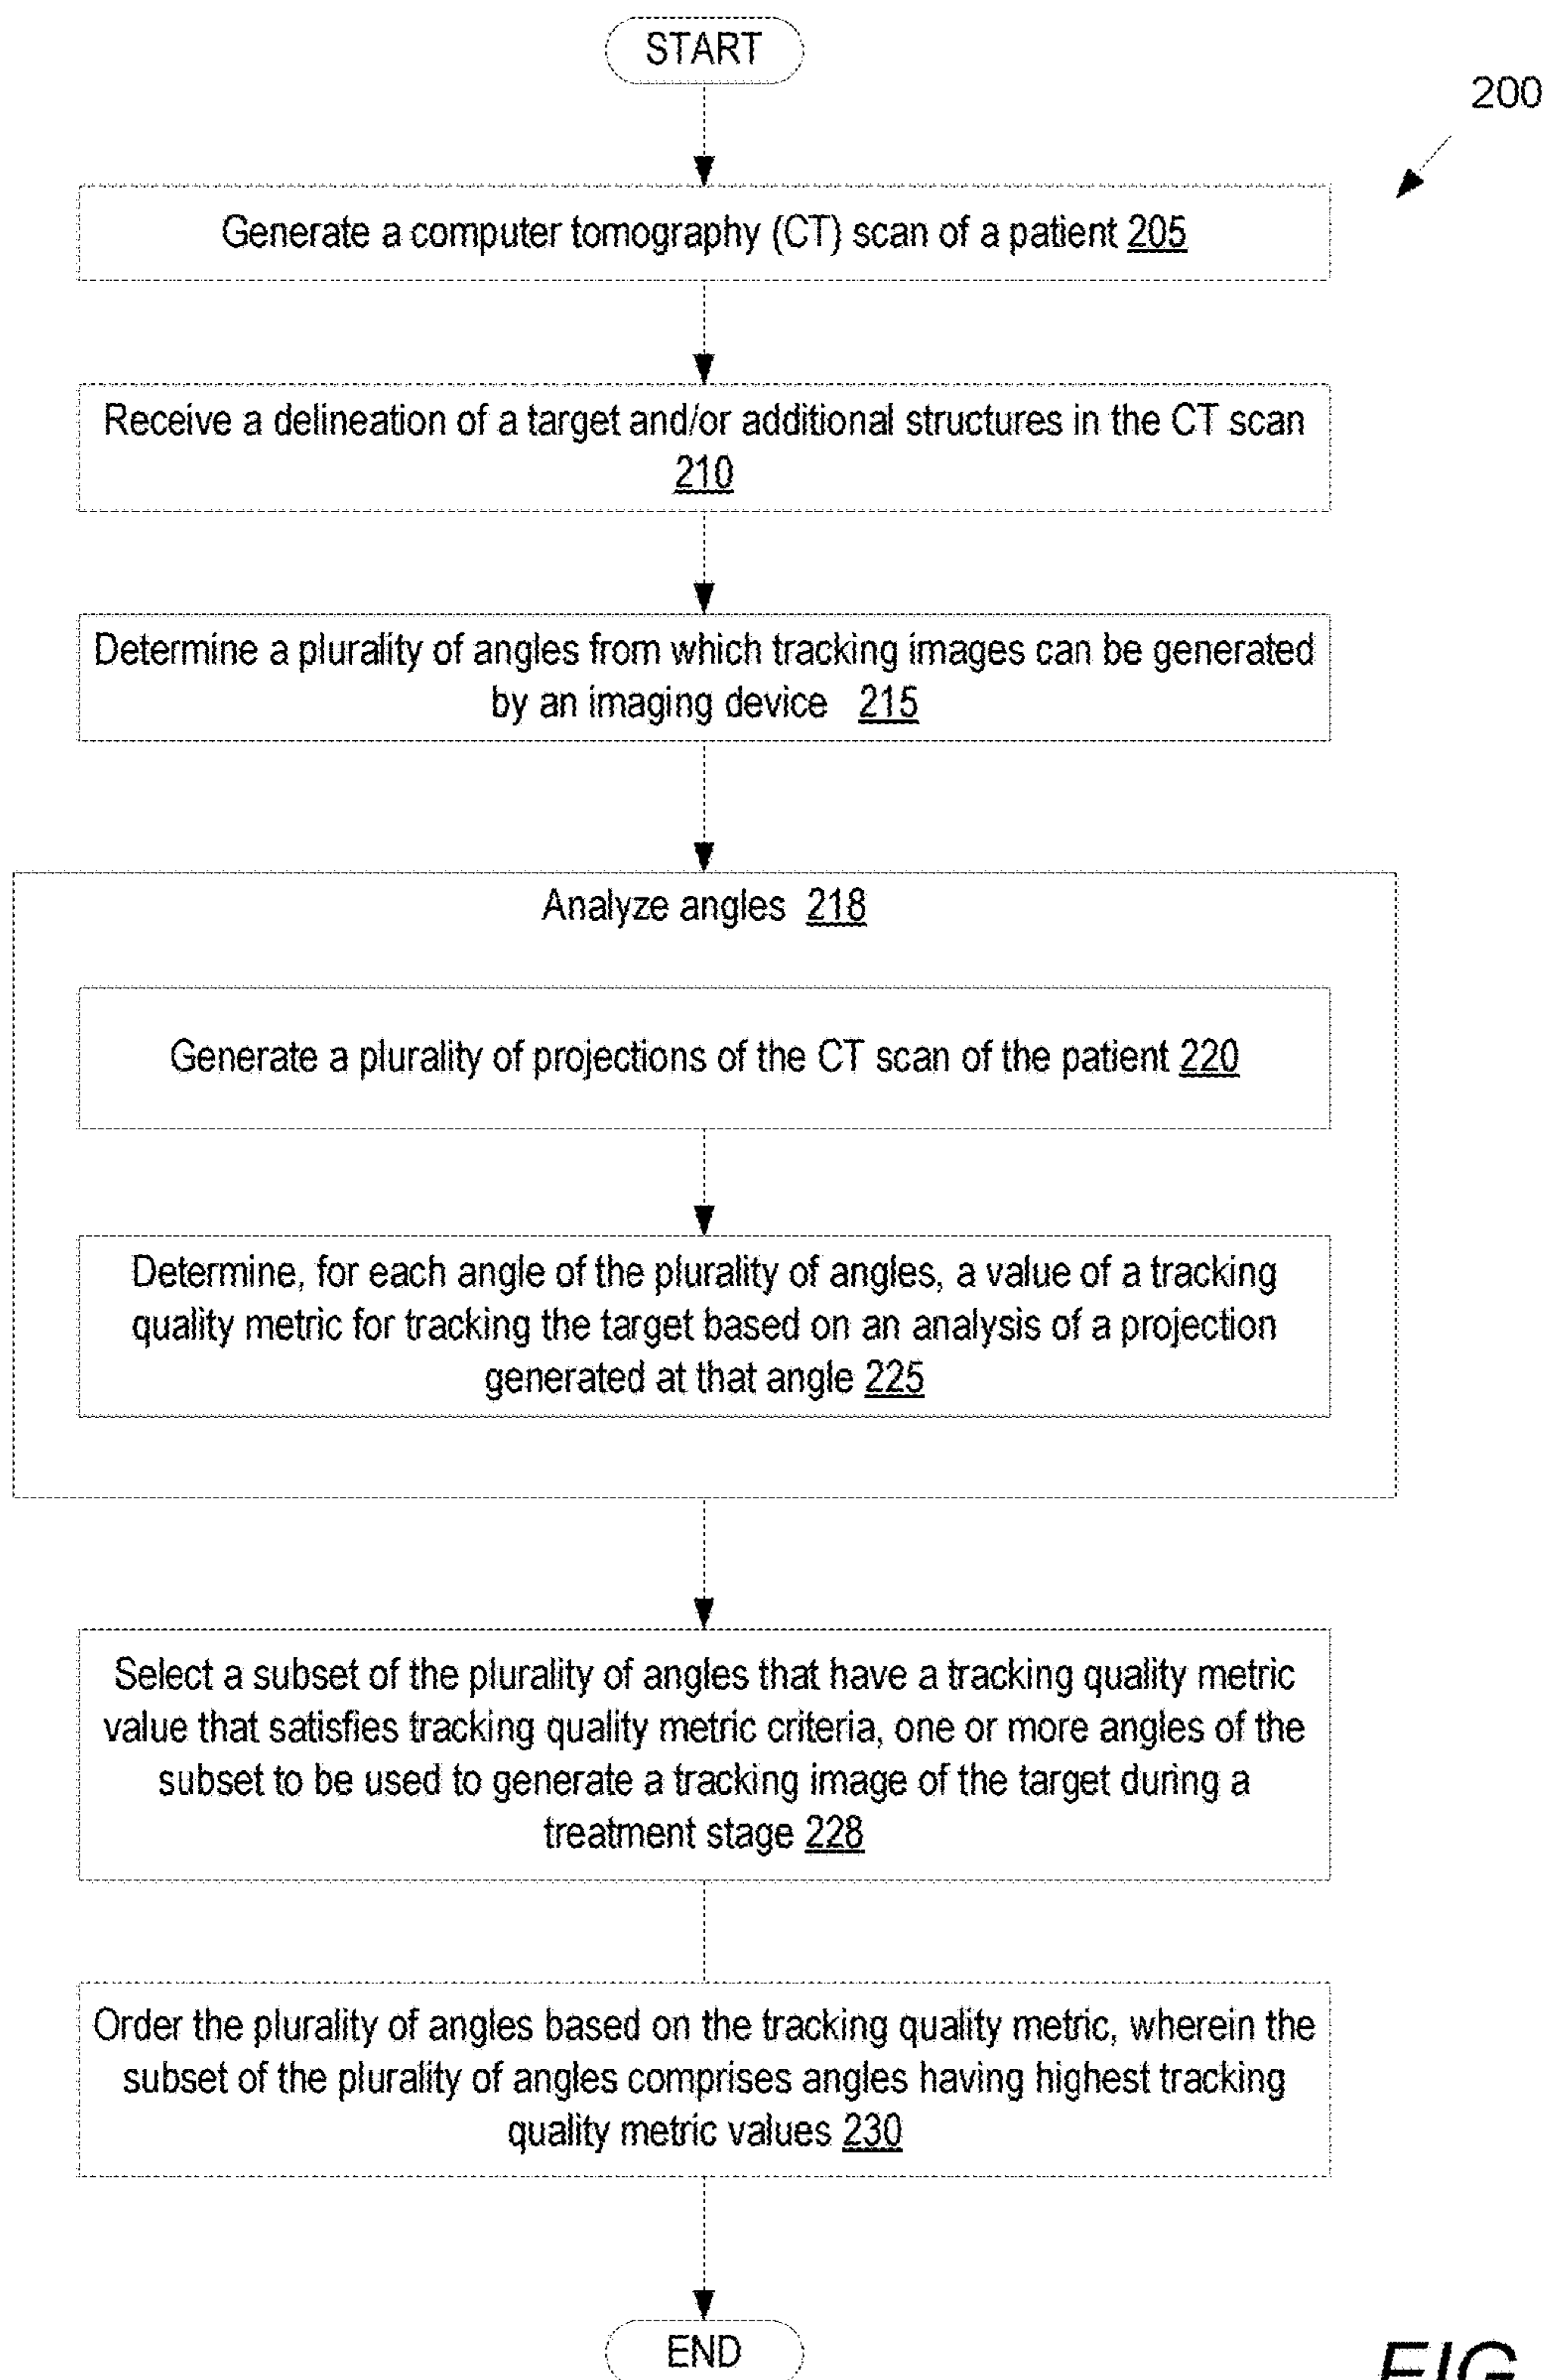 START
200
Generate a computer tomography (CT) scan of a patient 205
Receive a delineation of a target and/or additional structures in the CT scan
210
Determine a plurality of angles from which tracking images can be generated
by an imaging device 215
Analyze angles 218
Generate a plurality of projections of the CT scan of the patient 220
Determine, for each angle of the plurality of angles, a value of a tracking
quality metric for tracking the target based on an analysis of a projection
generated at that angle 225
Select a subset of the plurality of angles that have a tracking quality metric
value that satisfies tracking quality metric criteria, one or more angles of the
subset to be used to generate a tracking image of the target during a
treatment stage 228
Order the plurality of angles based on the tracking quality metric, wherein the
subset of the plurality of angles comprises angles having highest tracking
quality metric values 230
END
FIG